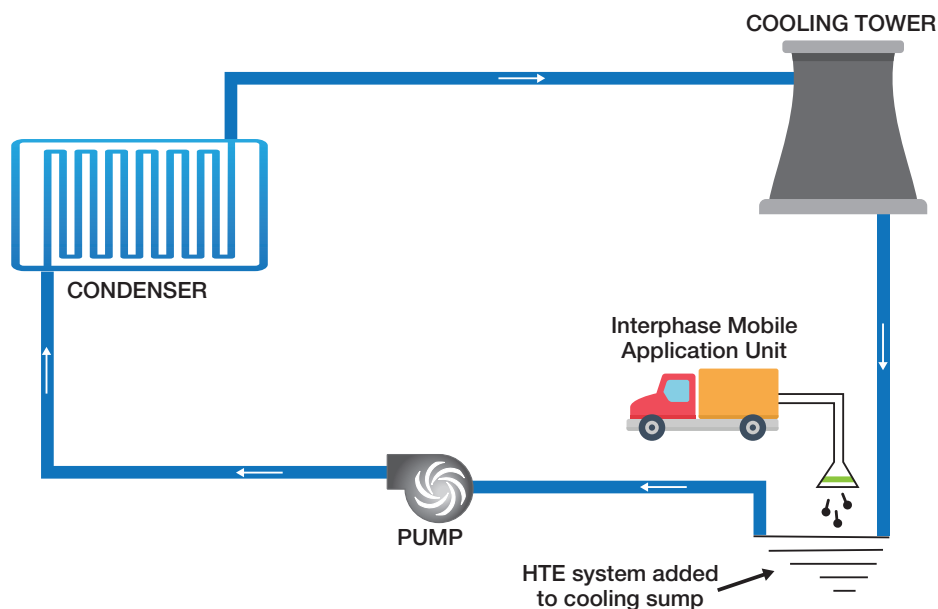 COOLING TOWER
CONDENSER
Interphase Mobile
Application Unit
PUMP
HTE system added
to cooling sump